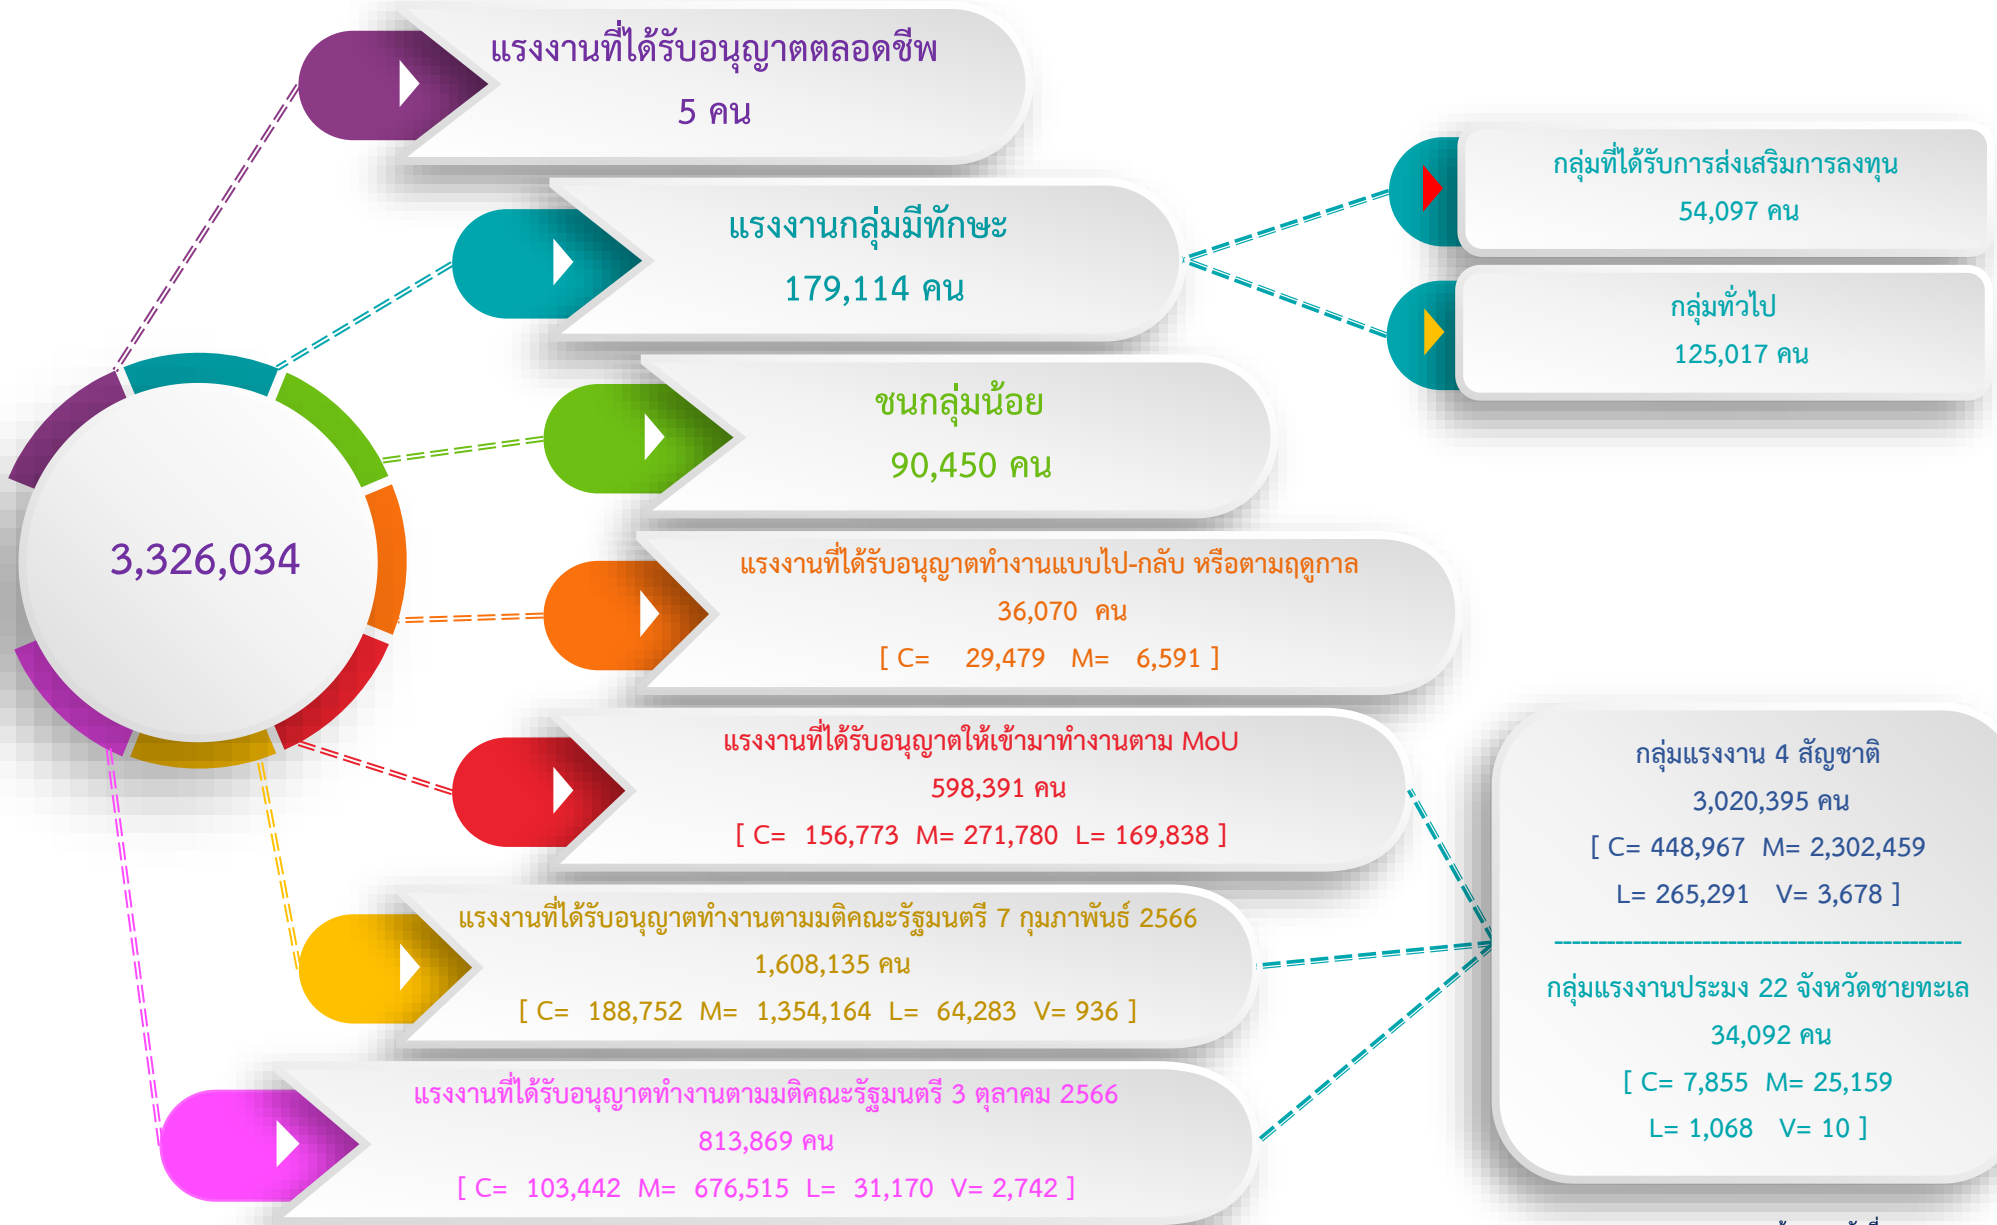 แรงงานที่ได้รับอนุญาตตลอดชีพ
5 คน
แรงงานกลุ่มมีทักษะ
179,114 คน
กลุ่มที่ได้รับการส่งเสริมการลงทุน
54,097 คน
กลุ่มทั่วไป
125,017 คน
ชนกลุ่มน้อย
90,450 คน
3,326,034
แรงงานที่ได้รับอนุญาตทำงานแบบไป-กลับ หรือตามฤดูกาล
36,070 คน
[ C= 29,479 M= 6,591 ]
แรงงานที่ได้รับอนุญาตให้เข้ามาทำงานตาม MoU
598,391 คน
[ C= 156,773 M= 271,780 L= 169,838 ]
แรงงานที่ได้รับอนุญาตทำงานตามมติคณะรัฐมนตรี 7 กุมภาพันธ์ 2566
1,608,135 คน
[ C= 188,752 M= 1,354,164 L= 64,283 V= 936 ]
แรงงานที่ได้รับอนุญาตทำงานตามมติคณะรัฐมนตรี 3 ตุลาคม 2566
813,869 คน
[ C= 103,442 M= 676,515 L= 31,170 V= 2,742 ]
กลุ่มแรงงาน 4 สัญชาติ
3,020,395 คน
[ C= 448,967 M= 2,302,459
L= 265,291 V= 3,678 ]
กลุ่มแรงงานประมง 22 จังหวัดชายทะเล
34,092 คน
[ C= 7,855 M= 25,159
L= 1,068 V= 10 ]